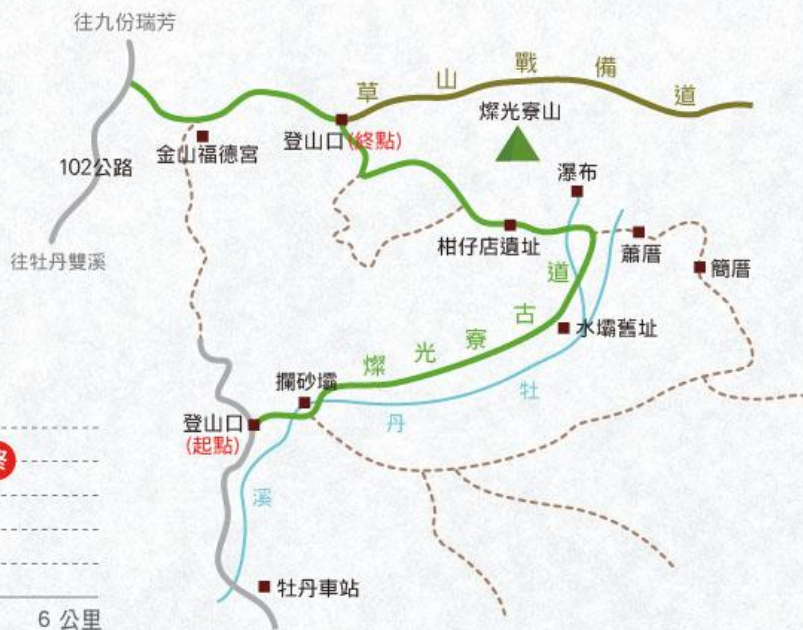 往九份瑞芳
草山戰備道
燦光寮山
登山口(終點)
金山福德宮
102公路
瀑布
往牡丹雙溪
柑仔店遺址
蕭厝
簡厝
水壩舊址
燦光寮古道
攔砂壩
登山口
(起點)
牡丹溪
終
牡丹車站
6 公里